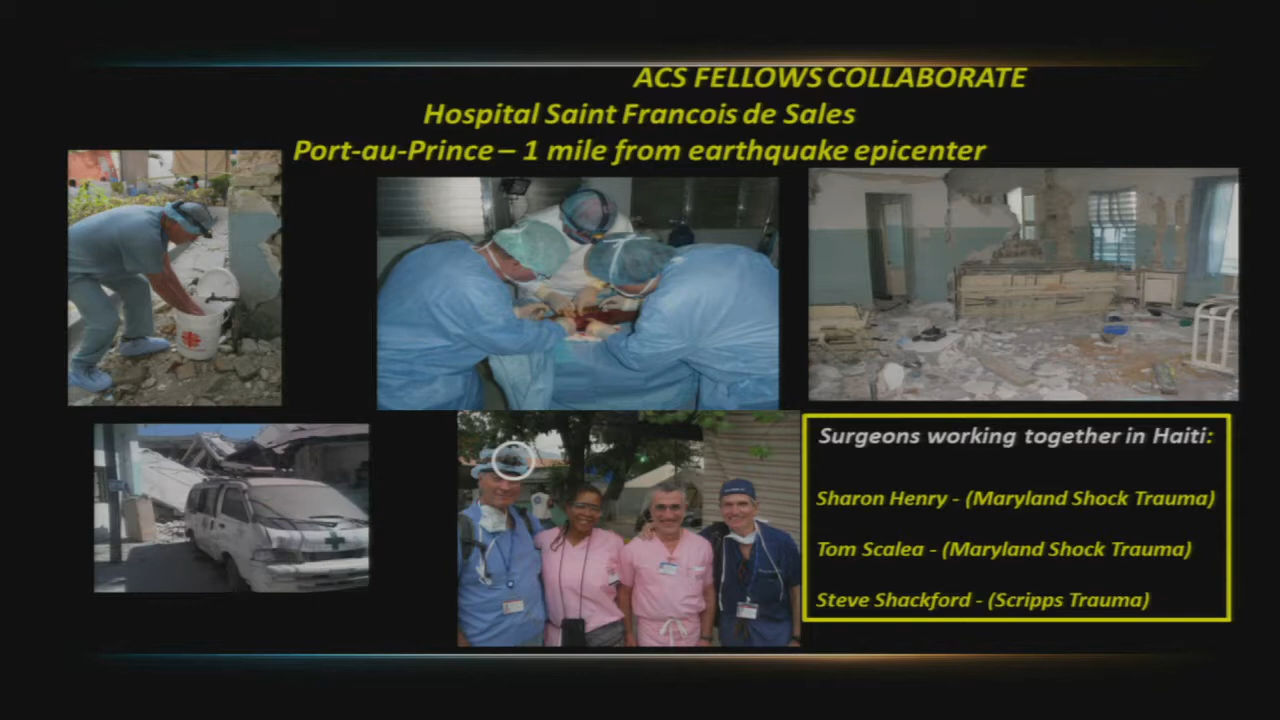 ACS FELLOWS COLLABORATE
Hospital Saint Francois de Sales
Port-au-Prince – 1 mile from earthquake epicenter
Surgeons working together in Haiti:
Sharon Henry - (Maryland Shock Trauma)
Tom Scalea - (Maryland Shock Trauma)
Steve Shackford - (Scripps Trauma)